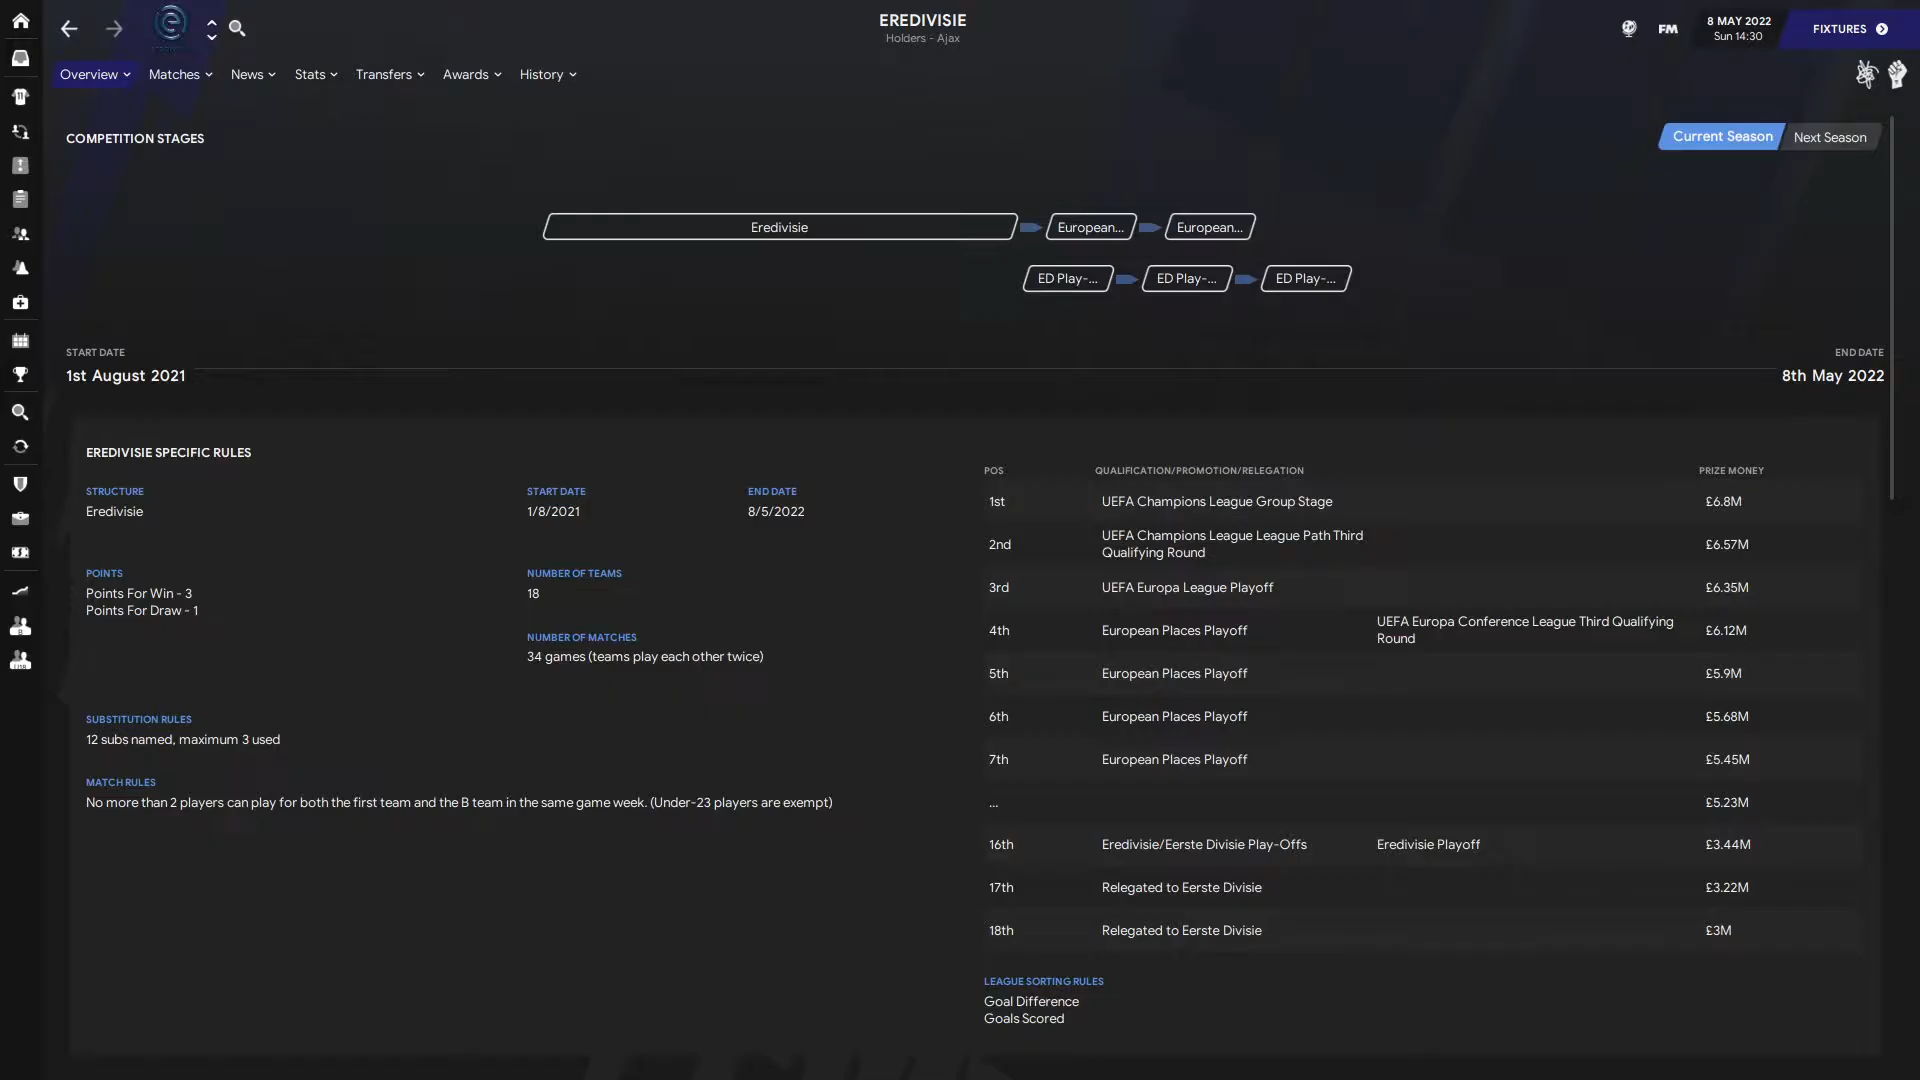 EREDIVISIE
Holders - Ajax
FM
8 MAY 2022
Sun 14:30
FIXTURES
Overview
Matches
News
Stats
Transfers
Awards
History
COMPETITION STAGES
Current Season
Next Season
Eredivisie
European...
European...
ED Play-...
ED Play-...
ED Play-...
START DATE
1st August 2021
END DATE
8th May 2022
EREDIVISIE SPECIFIC RULES
STRUCTURE
Eredivisie
START DATE
1/8/2021
END DATE
8/5/2022
POINTS
Points For Win - 3
Points For Draw - 1
NUMBER OF TEAMS
18
NUMBER OF MATCHES
34 games (teams play each other twice)
SUBSTITUTION RULES
12 subs named, maximum 3 used
MATCH RULES
No more than 2 players can play for both the first team and the B team in the same game week. (Under-23 players are exempt)
POS QUALIFICATION/PROMOTION/RELEGATION PRIZE MONEY
1st UEFA Champions League Group Stage £6.8M
2nd UEFA Champions League League Path Third
Qualifying Round £6.57M
3rd UEFA Europa League Playoff £6.35M
4th European Places Playoff UEFA Europa Conference League Third Qualifying
Round £6.12M
5th European Places Playoff £5.9M
6th European Places Playoff £5.68M
7th European Places Playoff £5.45M
... £5.23M
16th Eredivisie/Eerste Divisie Play-Offs Eredivisie Playoff £3.44M
17th Relegated to Eerste Divisie £3.22M
18th Relegated to Eerste Divisie £3M
LEAGUE SORTING RULES
Goal Difference
Goals Scored
11
B
U18